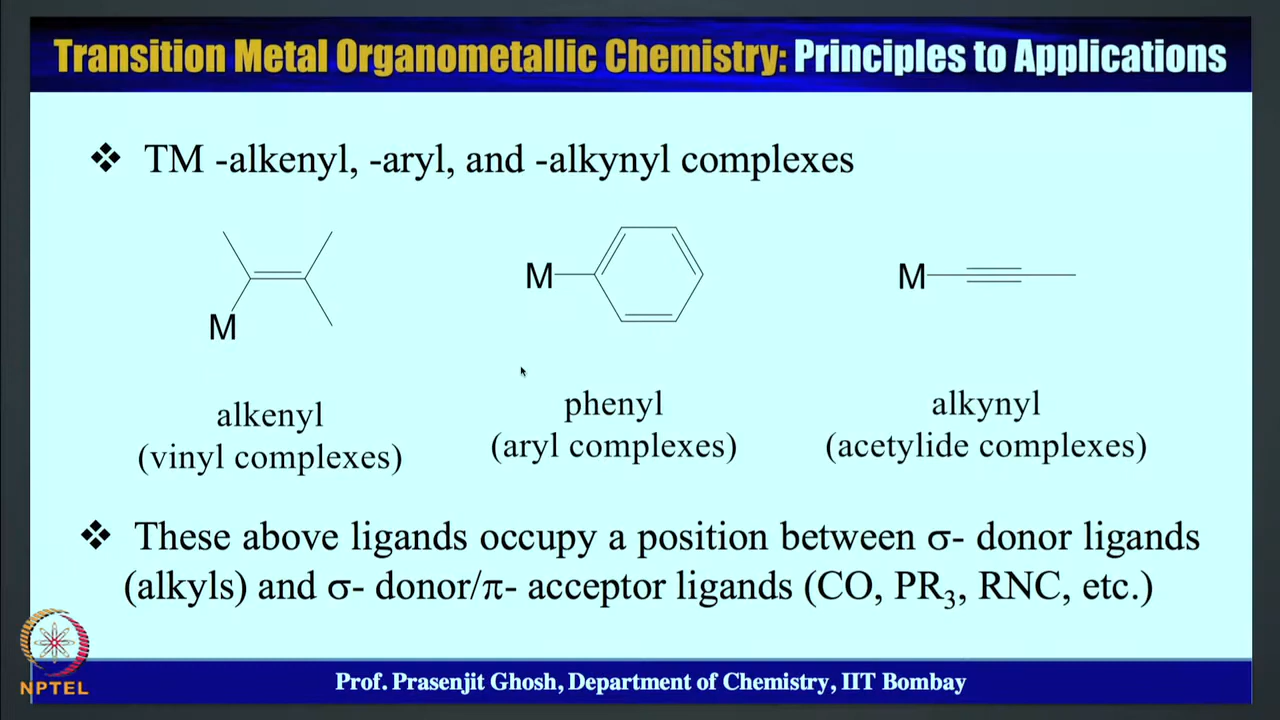 Transition Metal Organometallic Chemistry: Principles to Applications
❖ TM -alkenyl, -aryl, and -alkynyl complexes
M
M
M
alkenyl
(vinyl complexes)
phenyl
(aryl complexes)
alkynyl
(acetylide complexes)
❖ These above ligands occupy a position between σ- donor ligands
(alkyls) and σ- donor/π- acceptor ligands (CO, PR₃, RNC, etc.)
NPTEL
Prof. Prasenjit Ghosh, Department of Chemistry, IIT Bombay